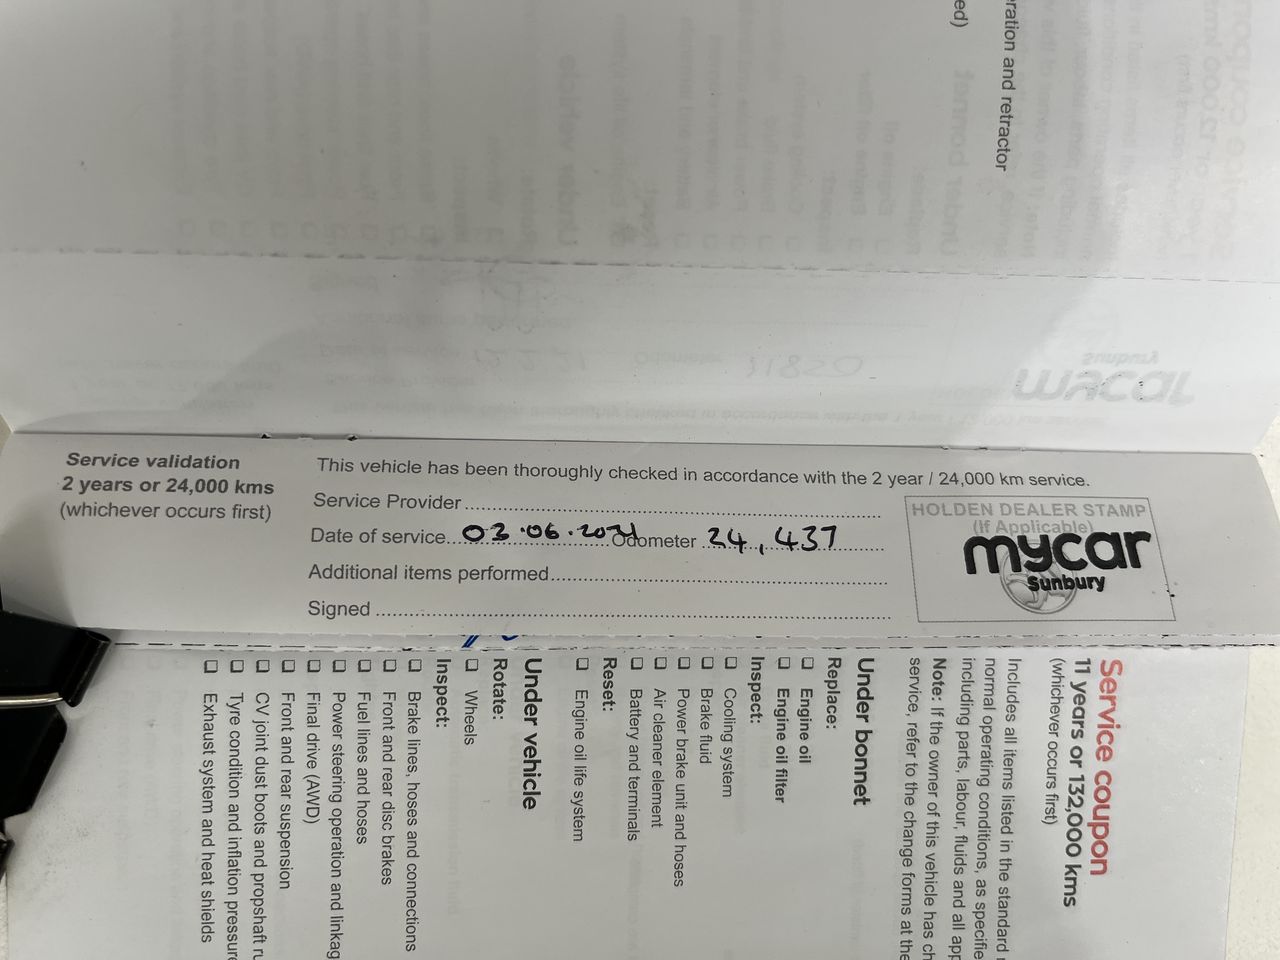 ed)
eration and retractor
Service validation
2 years or 24,000 kms
(whichever occurs first)
This vehicle has been thoroughly checked in accordance with the 2 year / 24,000 km service.
Service Provider
Date of service 03.06.2021 Odometer 24,437
Additional items performed
Signed
HOLDEN DEALER STAMP
(If Applicable)
mycar
Sunbury
Service coupon
11 years or 132,000 kms
(whichever occurs first)
Includes all items listed in the standard
normal operating conditions, as specifie
including parts, labour, fluids and all app
Note: If the owner of this vehicle has ch
service, refer to the change forms at the
Under bonnet
Replace:
Engine oil
Engine oil filter
Inspect:
Cooling system
Brake fluid
Power brake unit and hoses
Air cleaner element
Battery and terminals
Reset:
Engine oil life system
Under vehicle
Rotate:
Wheels
Inspect:
Brake lines, hoses and connections
Front and rear disc brakes
Fuel lines and hoses
Power steering operation and linkag
Final drive (AWD)
Front and rear suspension
CV joint dust boots and propshaft ru
Tyre condition and inflation pressure
Exhaust system and heat shields